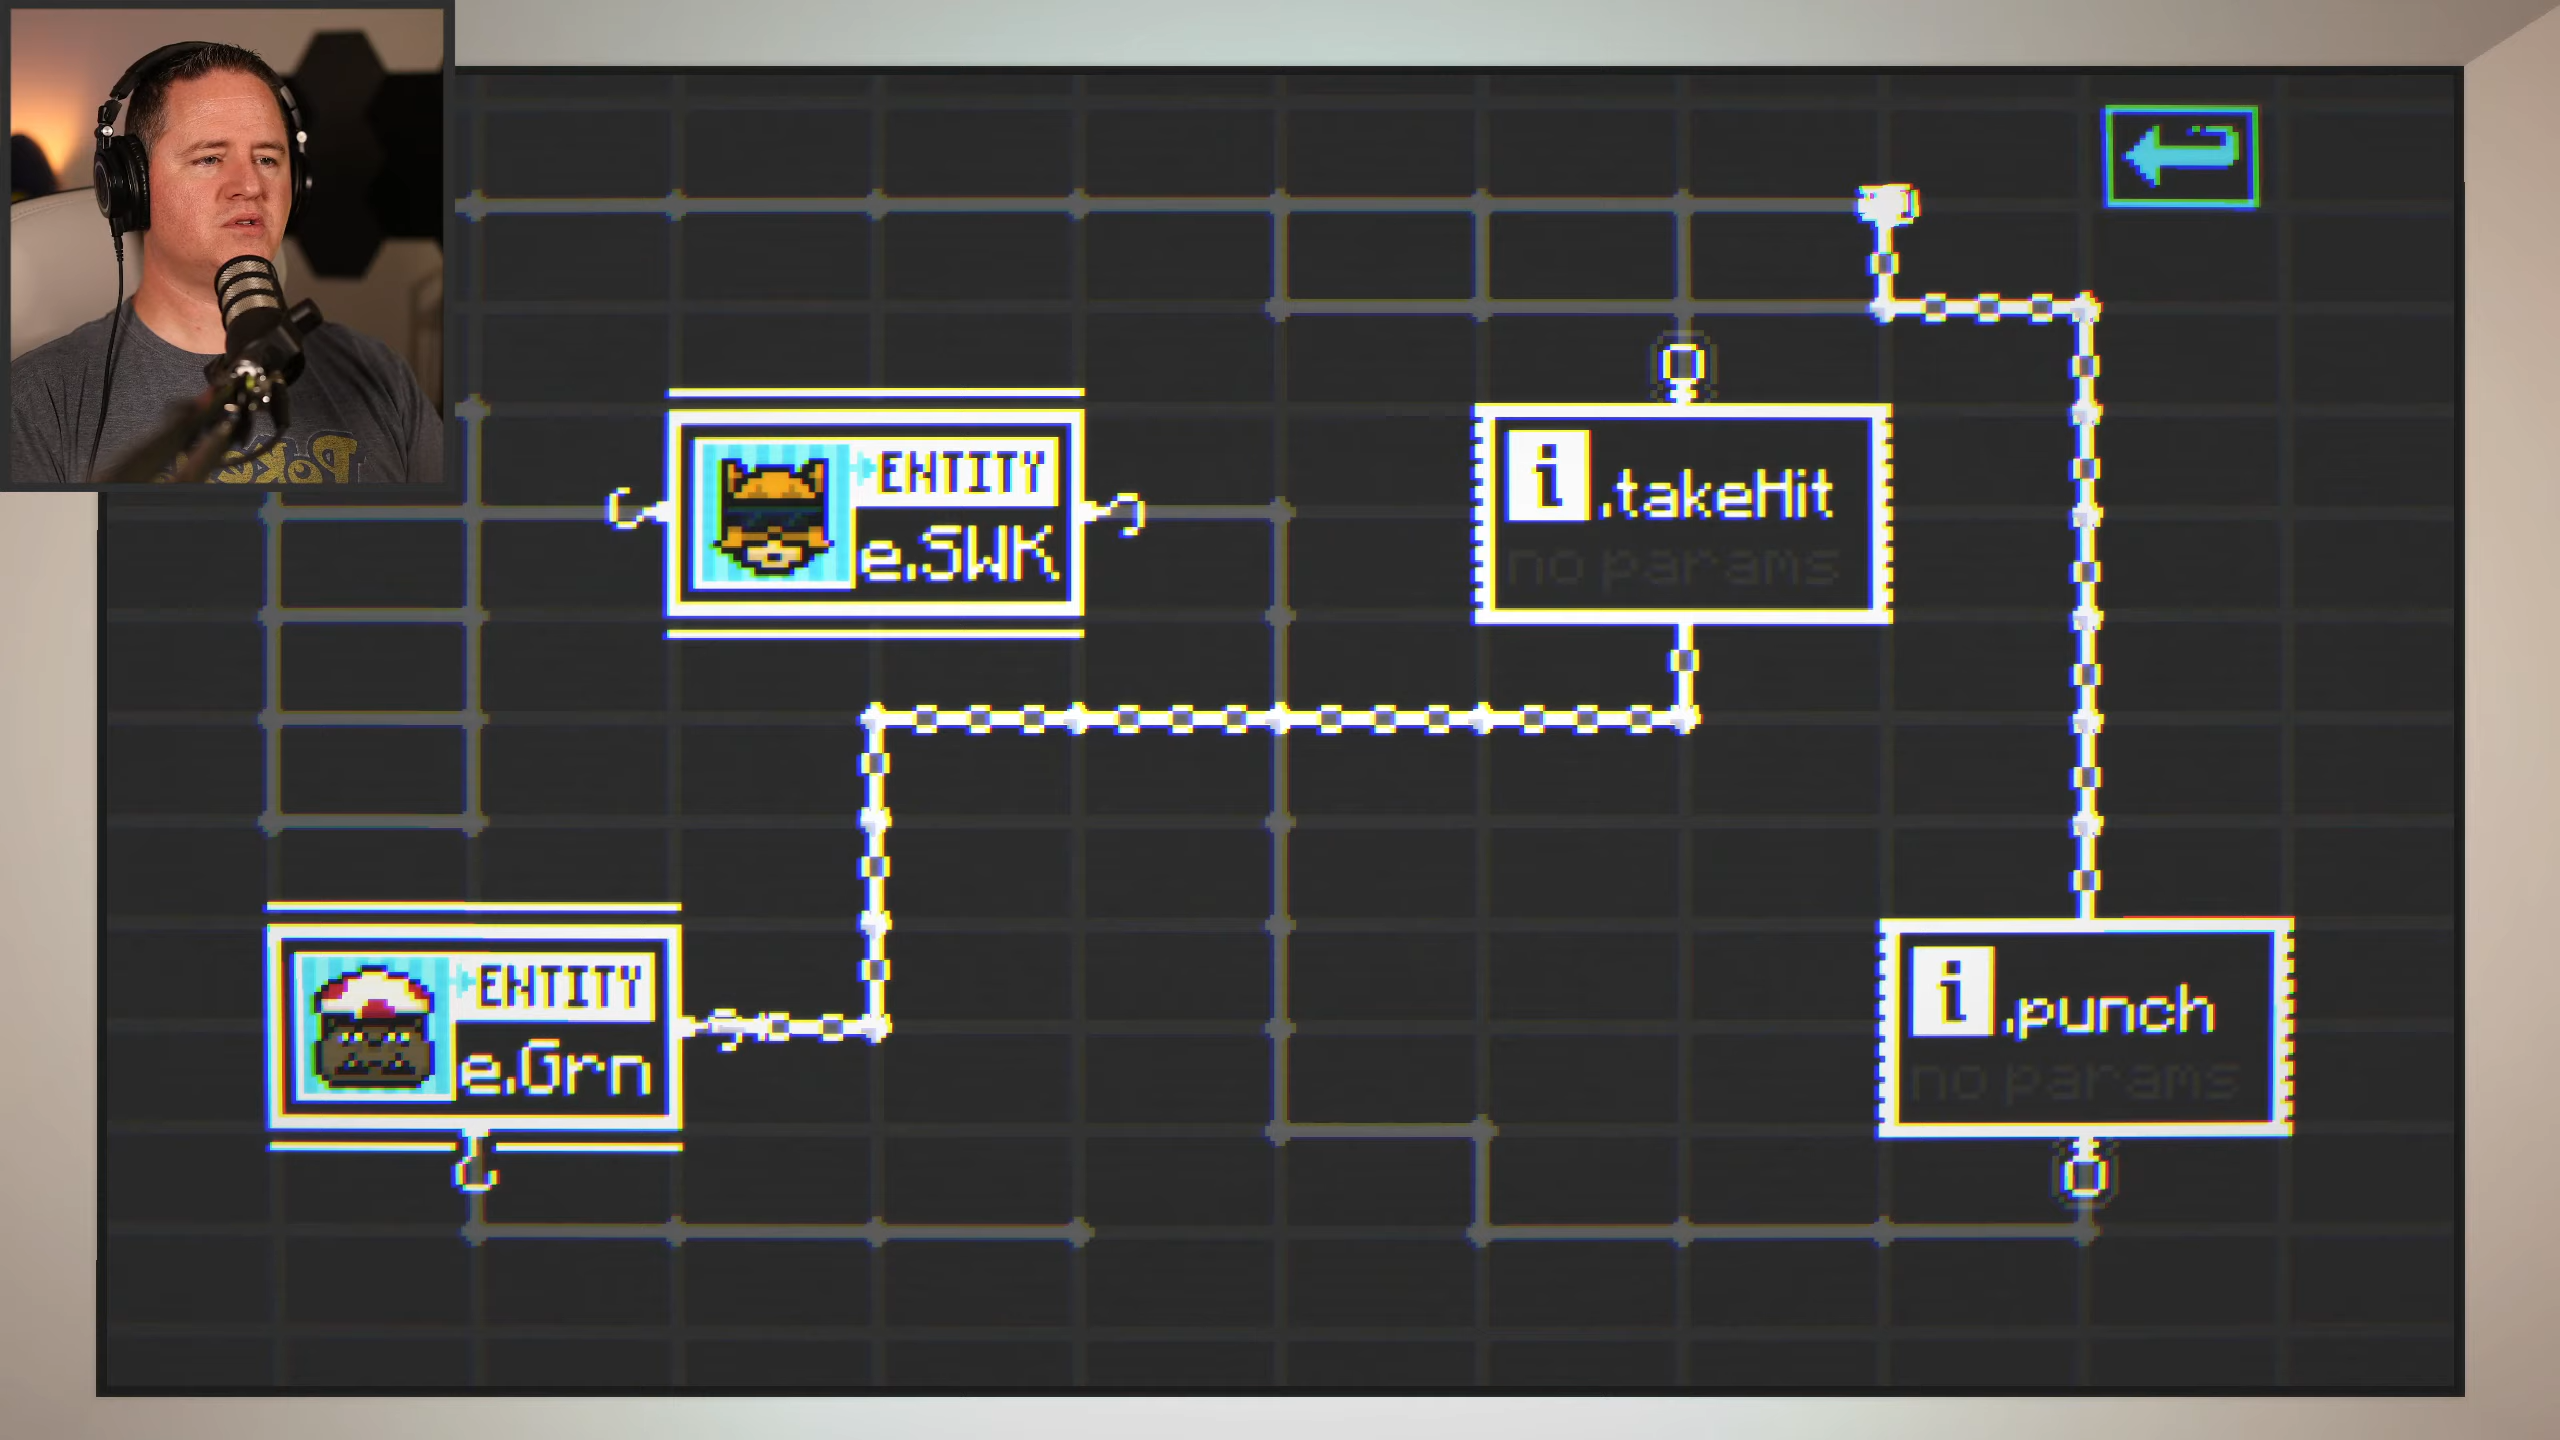 ENTITY
e.SWK
i .takeHit
no params
ENTITY
e.Grn
i .punch
no params